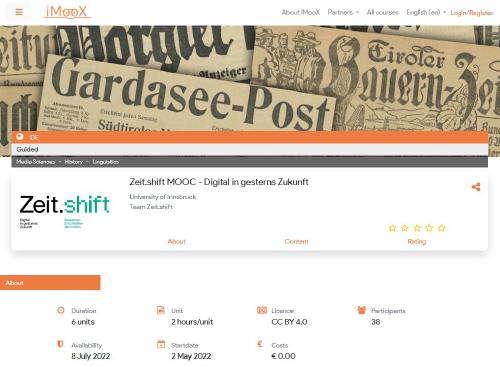 iMooX
About iMooX Partners All courses English (en) Login/Register
Gardasee-Post
Tiroler
Bauern-Z
Anzeiger
DE
Guided
Media Sciences - History - Linguistics
Zeit.shift MOOC - Digital in gesterns Zukunft
University of Innsbruck
Team Zeit.shift
Zeit.shift
Digital
in gesterns
Zukunft
About Content Rating
About
Duration Unit Licence Participants
6 units 2 hours/unit CC BY 4.0 38
Availability Startdate Costs
8 July 2022 2 May 2022 € 0.00